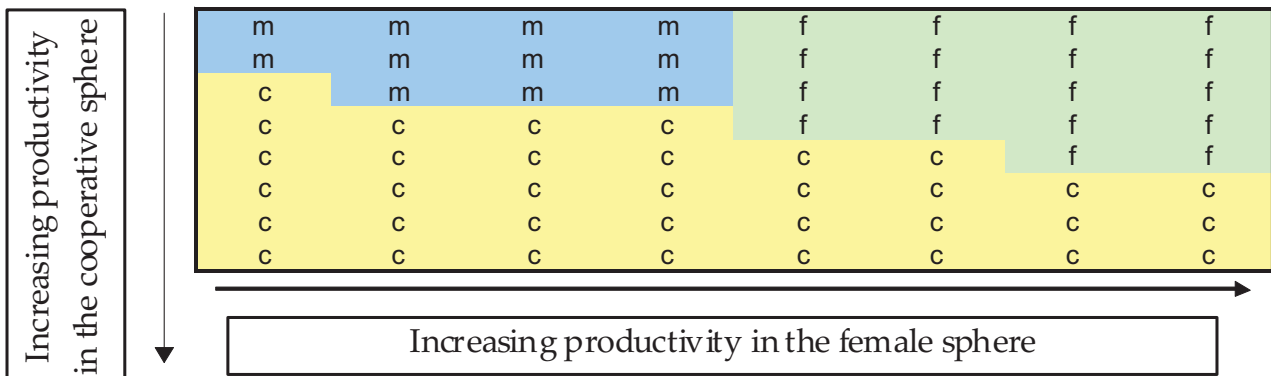 Increasing productivity
in the cooperative sphere
m m m m f f f f
m m m m f f f f
c m m m f f f f
c c c c f f f f
c c c c c c f f
c c c c c c c c
c c c c c c c c
c c c c c c c c
Increasing productivity in the female sphere